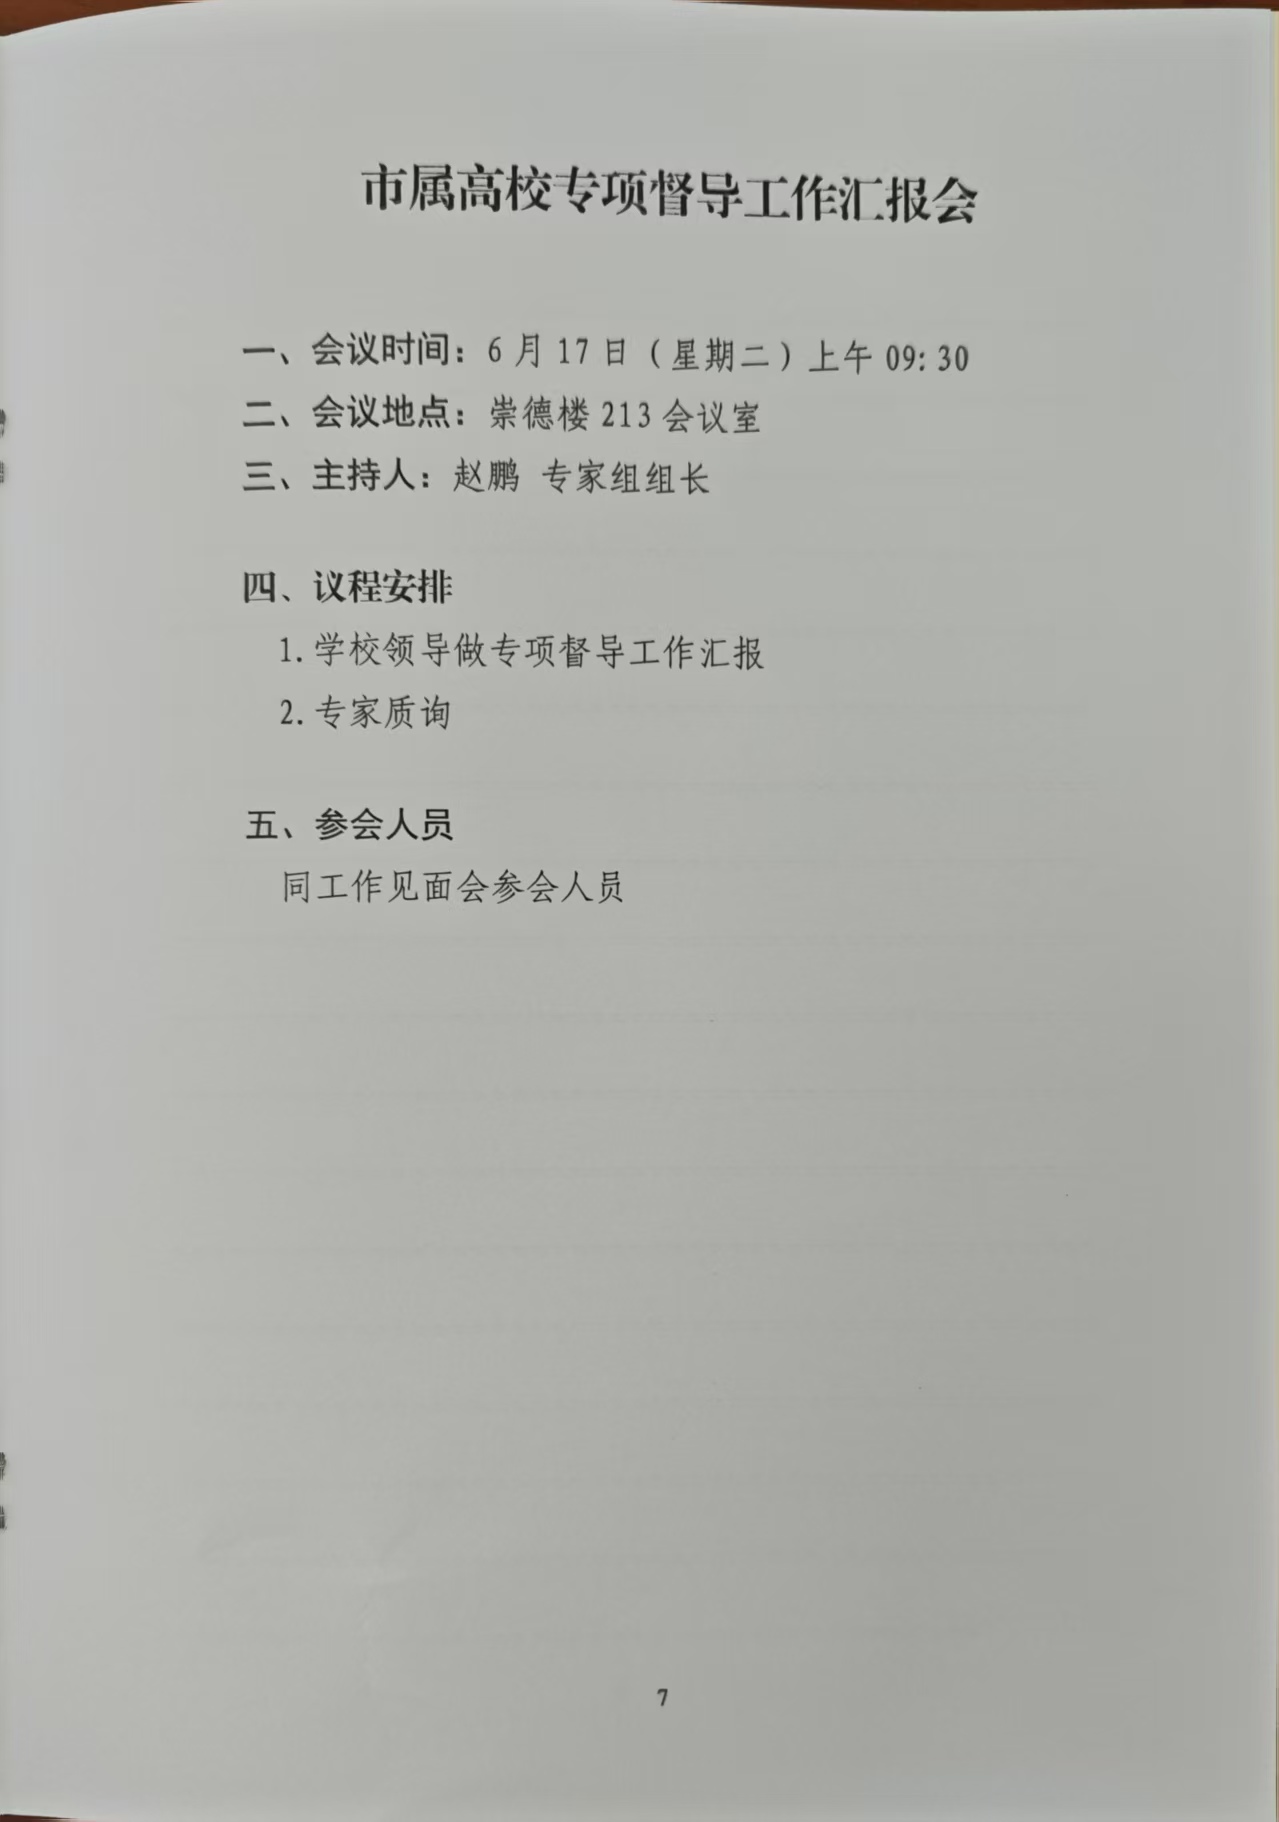 市属高校专项督导工作汇报会
一、会议时间：6 月 17 日（星期二）上午 09:30
二、会议地点：崇德楼 213 会议室
三、主持人：赵鹏 专家组组长
四、议程安排
1.学校领导做专项督导工作汇报
2.专家质询
五、参会人员
同工作见面会参会人员
7